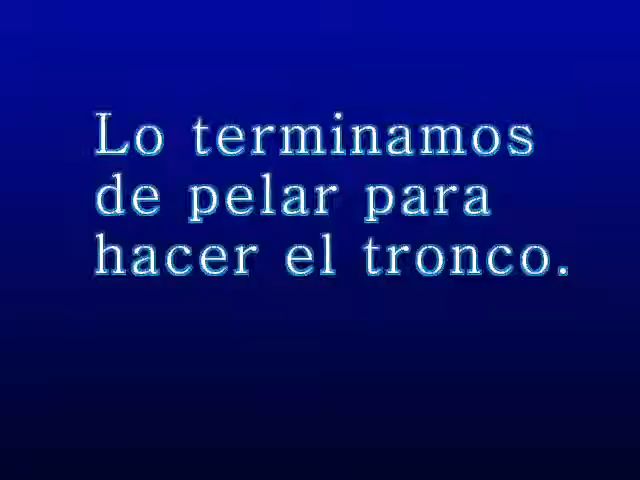 Lo terminamos
de pelar para
hacer el tronco.